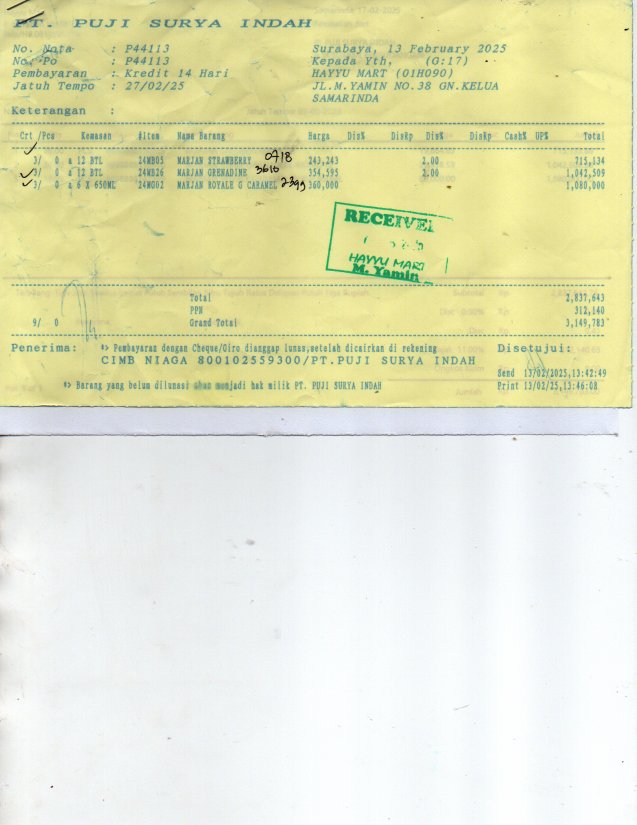 PT. PUJI SURYA INDAH
No. Nota : P44113 Surabaya, 13 February 2025
No. Po : P44113 Kepada Yth, (G:17)
Pembayaran : Kredit 14 Hari HAYYU MART (01H090)
Jatuh Tempo : 27/02/25 JL.M.YAMIN NO.38 GN.KELUA
SAMARINDA
Keterangan :
Crt /Pcs Kemasan #Item Nama Barang Harga Dis% DisRp Dis% DisRp Cash% UP% Total
3/ 0 a 12 BTL 24MB05 MARJAN STRAWBERRY 0718 243,243 2.00 715,134
3/ 0 a 12 BTL 24MB26 MARJAN GRENADINE 3610 354,595 2.00 1,042,509
3/ 0 a 6 X 650ML 24MO02 MARJAN ROYALE G CARAMEL 2399 360,000 1,080,000
RECEIVED
HAYYU MART
M. Yamin
Total 2,837,643
PPN 312,140
9/ 0 Grand Total 3,149,783
Penerima: *> Pembayaran dengan Cheque/Giro dianggap lunas,setelah dicairkan di rekening Disetujui:
CIMB NIAGA 800102559300/PT.PUJI SURYA INDAH
Send 13/02/2025,13:42:49
*> Barang yang belum dilunasi akan menjadi hak milik PT. PUJI SURYA INDAH Print 13/02/25,13:46:08